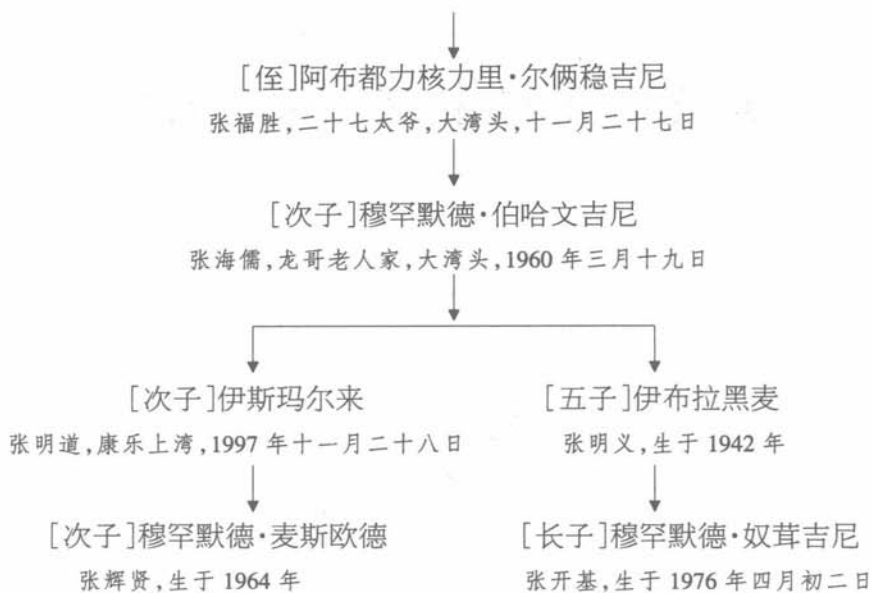 [侄]阿布都力核力里·尔俩稳吉尼
张福胜,二十七太爷,大湾头,十一月二十七日
[次子]穆罕默德·伯哈文吉尼
张海儒,龙哥老人家,大湾头,1960年三月十九日
[次子]伊斯玛尔来
[五子]伊布拉黑麦
张明道,康乐上湾,1997年十一月二十八日
张明义,生于1942年
[次子]穆罕默德·麦斯欧德
[长子]穆罕默德·奴茸吉尼
张辉贤,生于1964年
张开基,生于1976年四月初二日